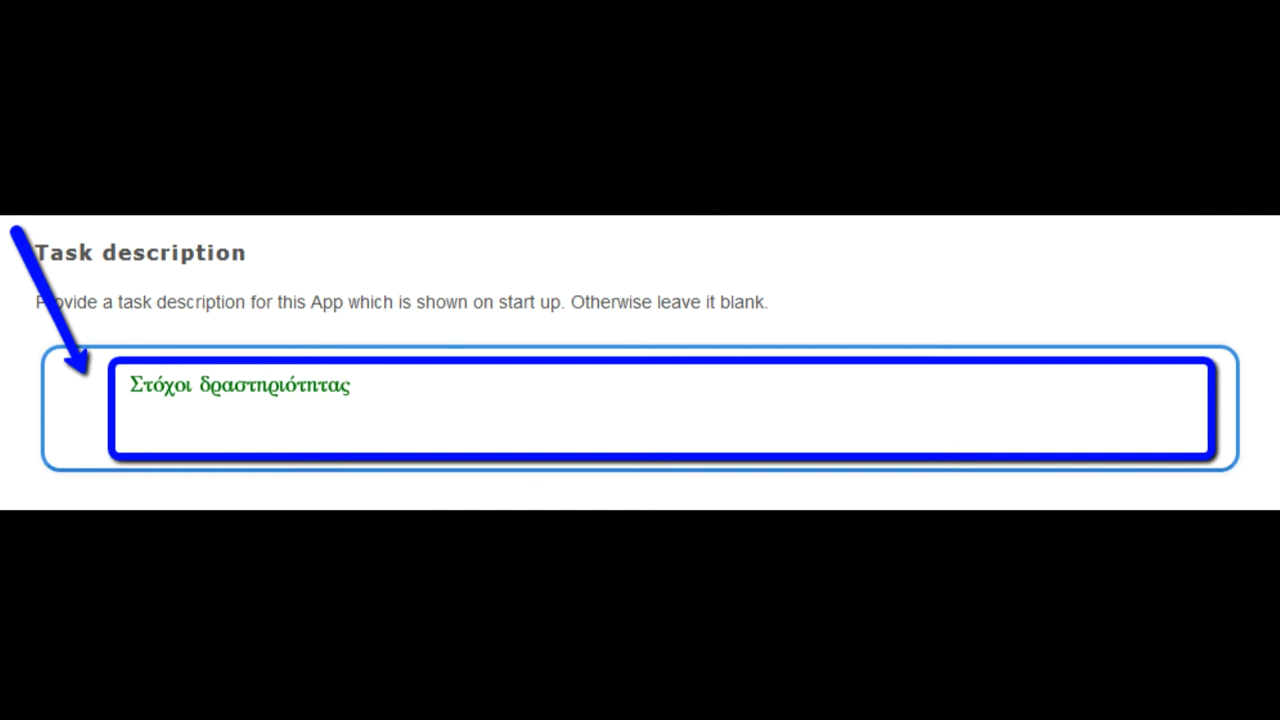 Task description
Provide a task description for this App which is shown on start up. Otherwise leave it blank.
Στόχοι δραστηριότητας